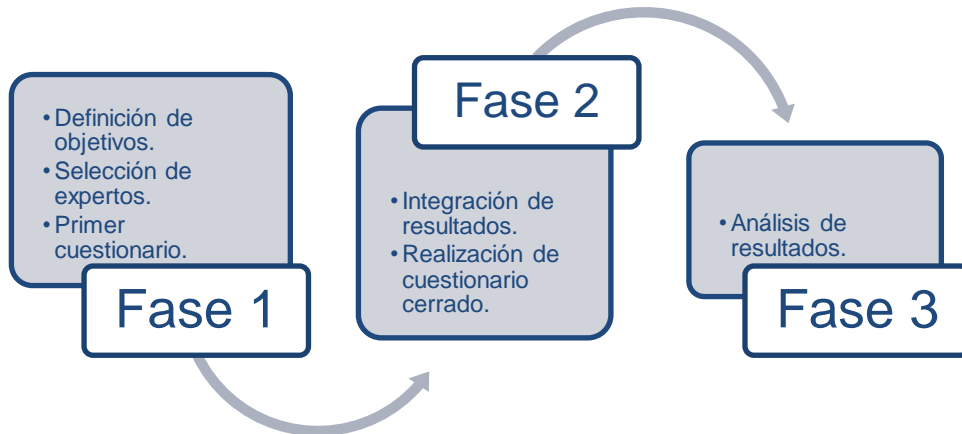 • Definición de
objetivos.
• Selección de
expertos.
• Primer
cuestionario.
Fase 1
Fase 2
• Integración de
resultados.
• Realización de
cuestionario
cerrado.
• Análisis de
resultados.
Fase 3